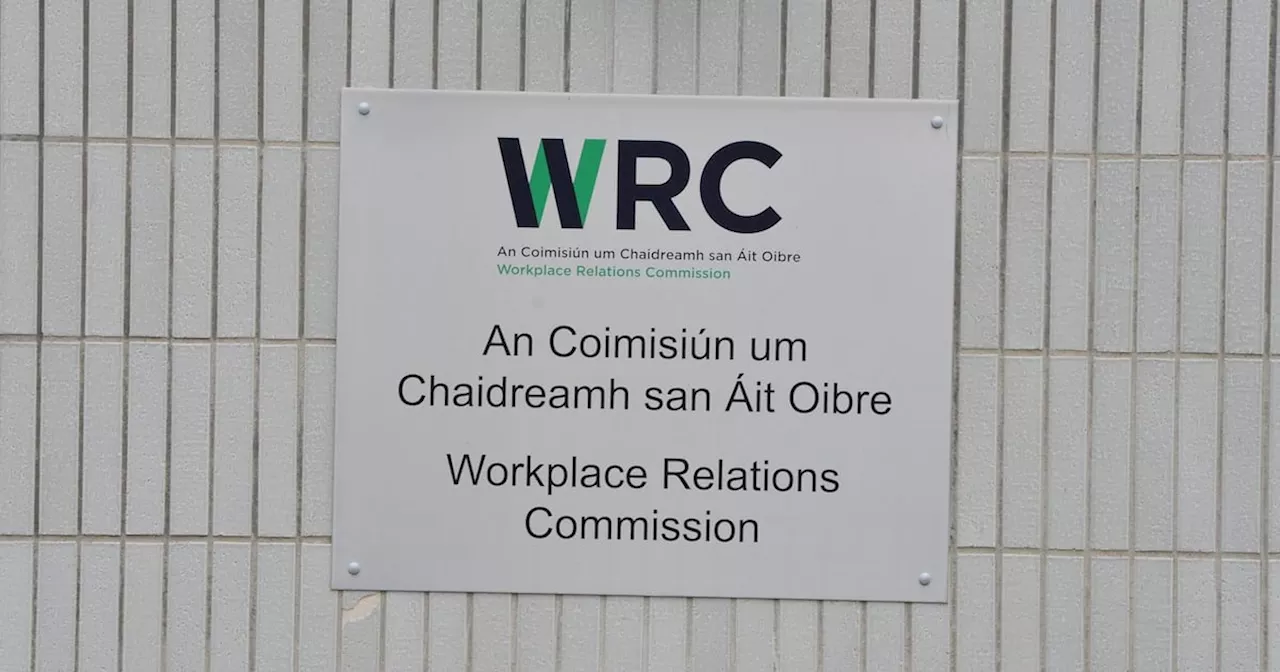 WRC
An Coimisiún um Chaidreamh san Áit Oibre
Workplace Relations Commission
An Coimisiún um
Chaidreamh san Áit Oibre
Workplace Relations
Commission